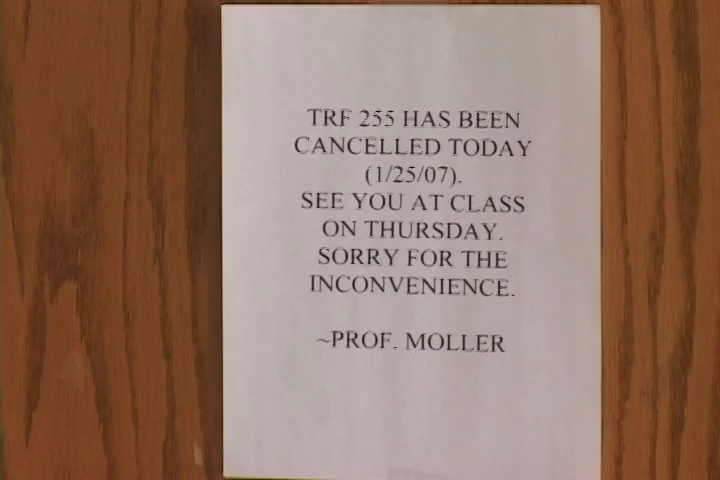 TRF 255 HAS BEEN
CANCELLED TODAY
(1/25/07).
SEE YOU AT CLASS
ON THURSDAY.
SORRY FOR THE
INCONVENIENCE.
~PROF. MOLLER